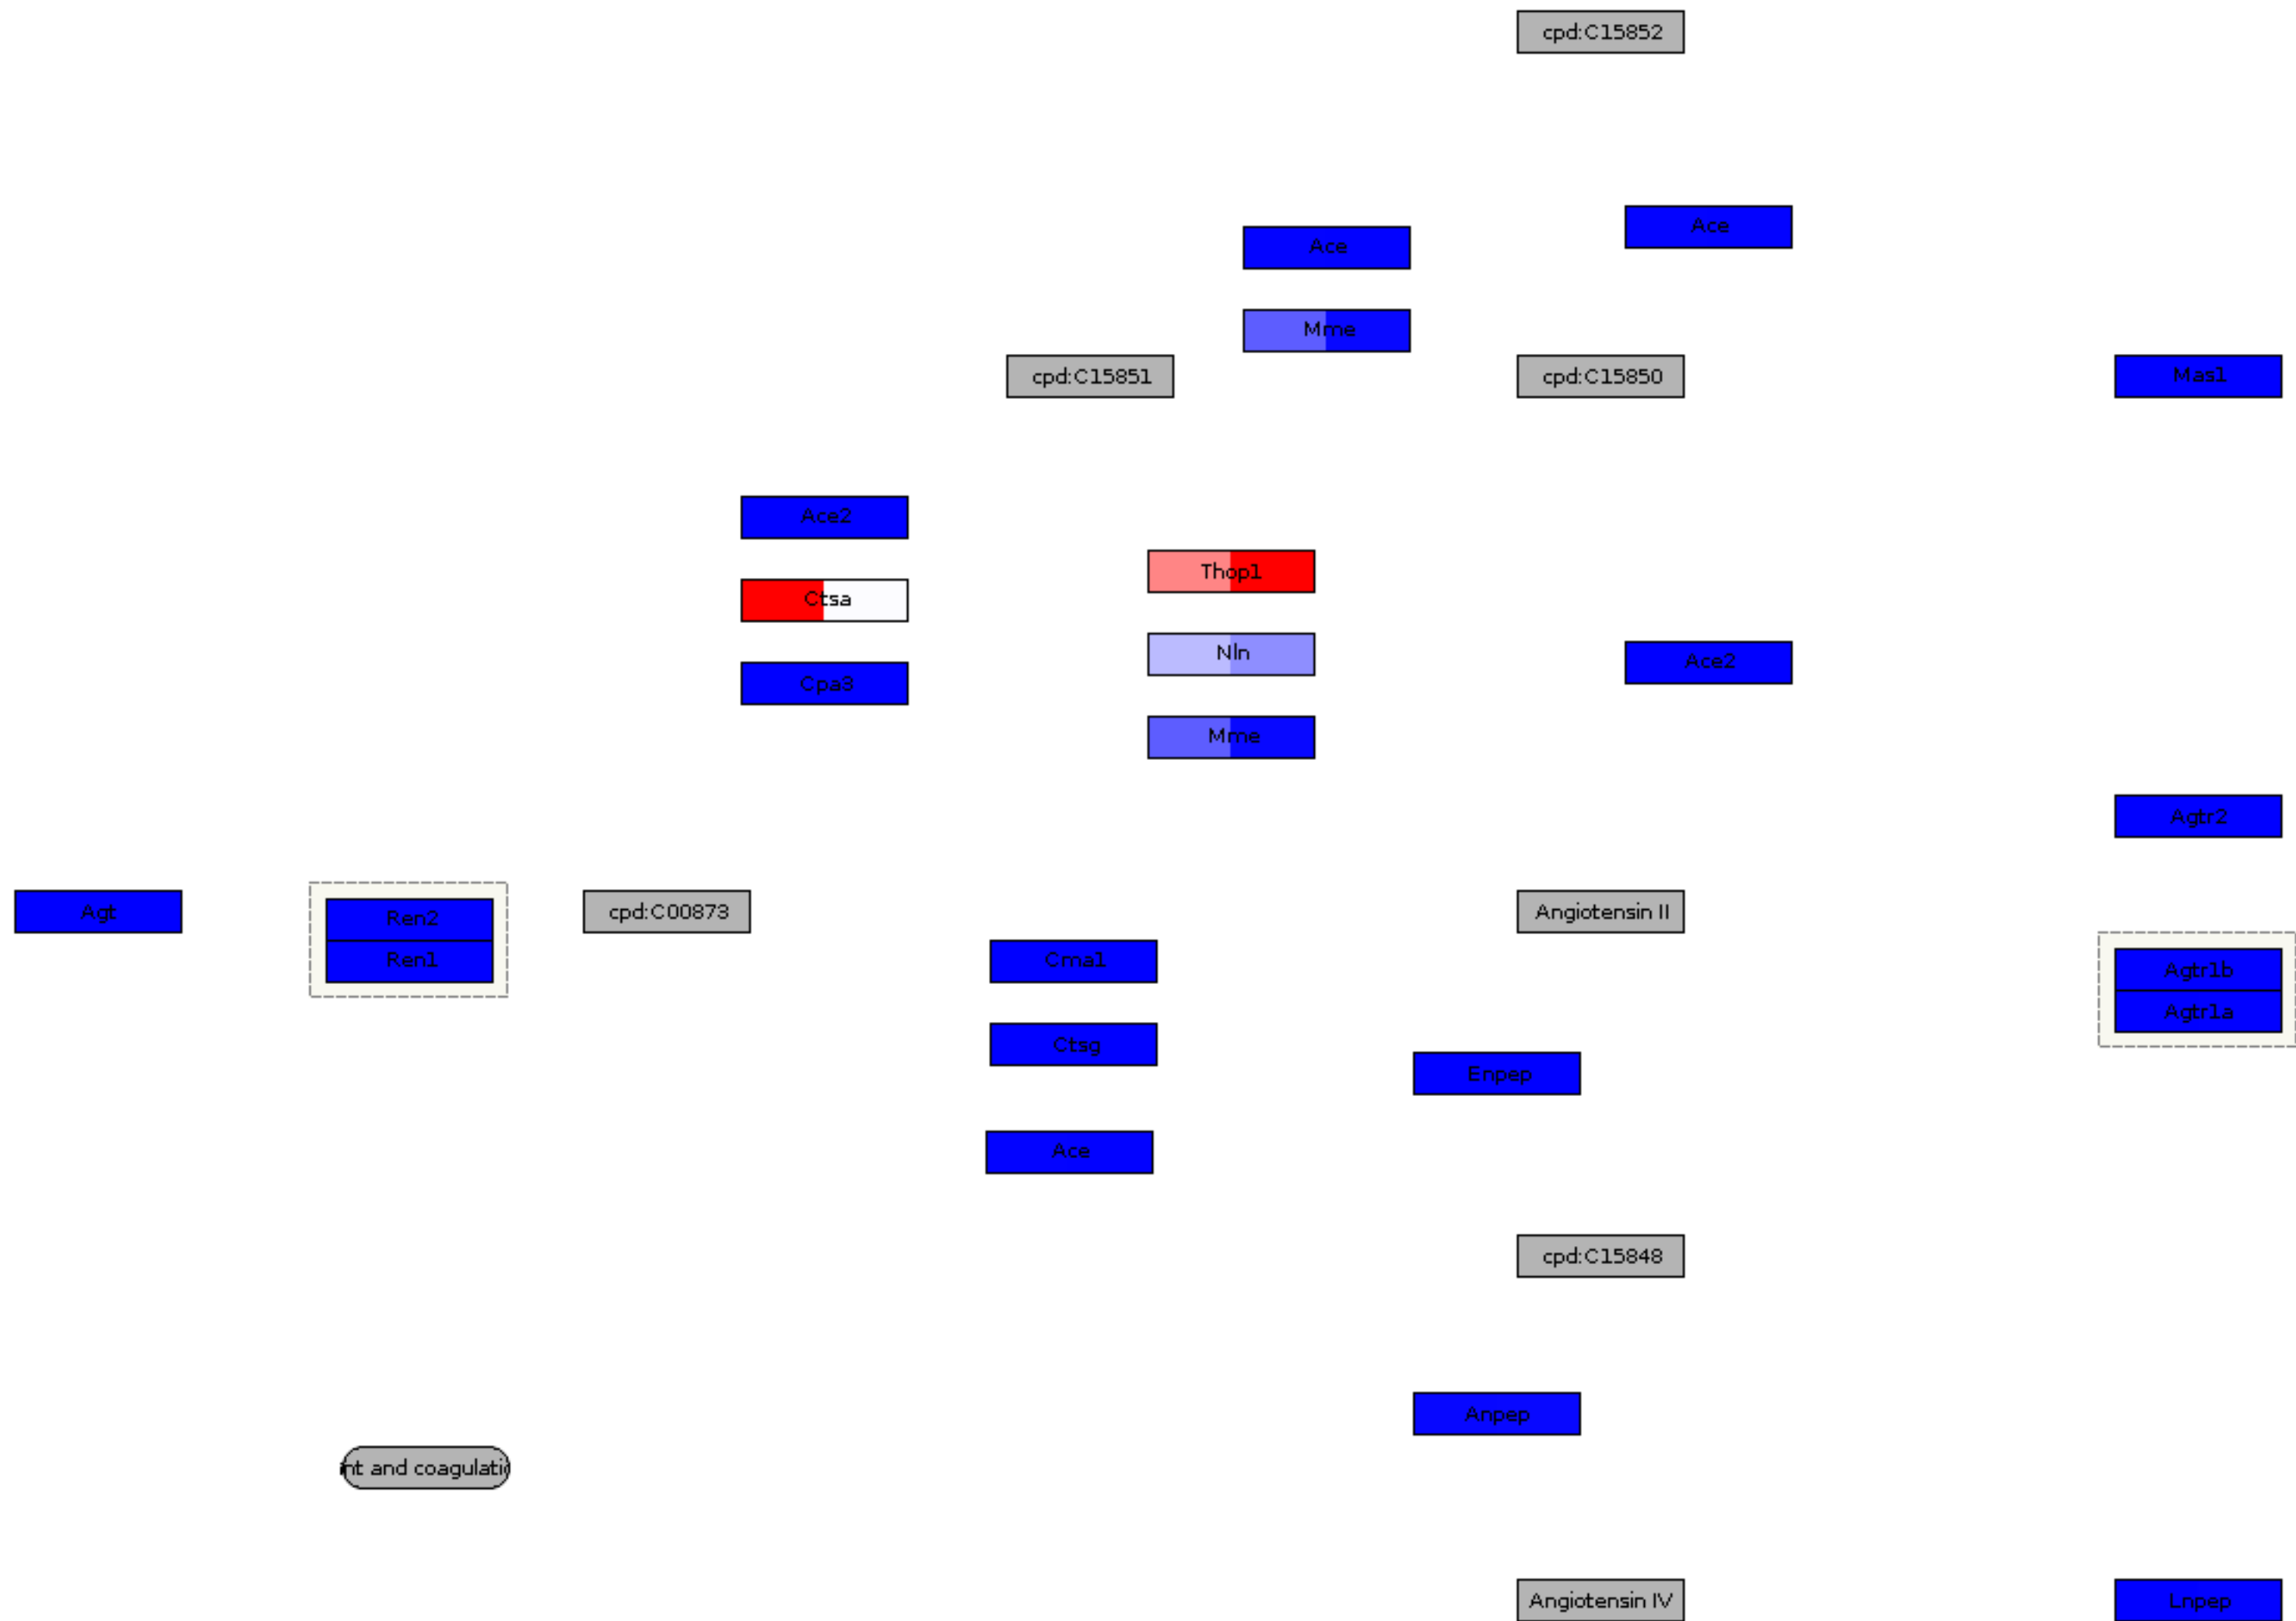 cpd:C15852
Ace
Ace
Mme
cpd:C15851
cpd:C15850
Mas1
Ace2
Thop1
Ctsa
Nln
Ace2
Cpa3
Mme
Agtr2
Agt
Ren2
cpd:C00873
Angiotensin II
Ren1
Cma1
Agtr1b
Agtr1a
Ctsg
Enpep
Ace
cpd:C15848
Anpep
nt and coagulatio
Angiotensin IV
Lnpep